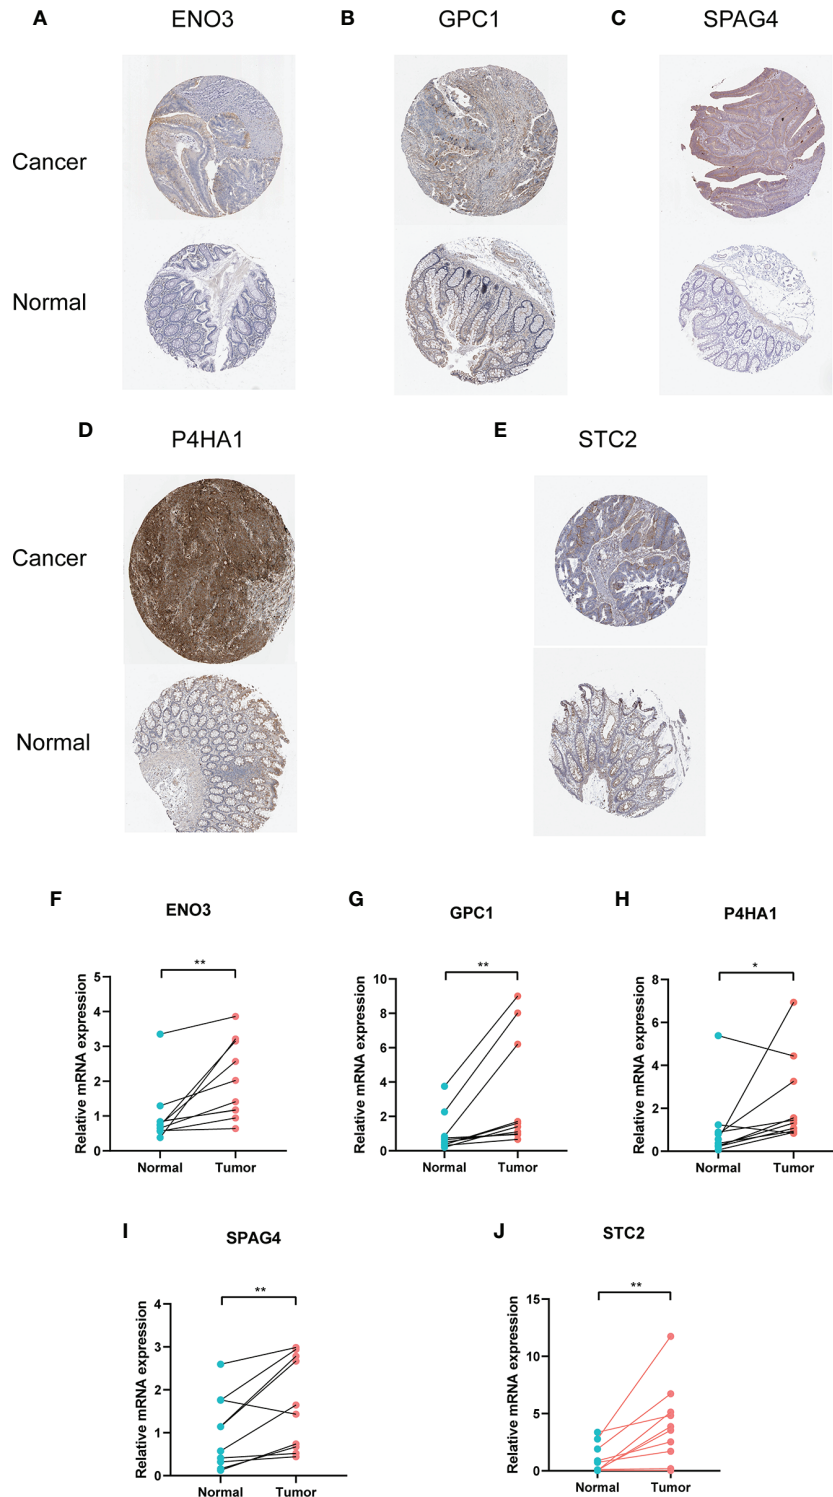 A ENO3 B GPC1 C SPAG4
Cancer
Normal
D P4HA1 E STC2
Cancer
Normal
F ENO3
**
Relative mRNA expression
5
4
3
2
1
0
Normal Tumor
G GPC1
**
Relative mRNA expression
10
8
6
4
2
0
Normal Tumor
H P4HA1
*
Relative mRNA expression
8
6
4
2
0
Normal Tumor
I SPAG4
**
Relative mRNA expression
4
3
2
1
0
Normal Tumor
J STC2
**
Relative mRNA expression
15
10
5
0
Normal Tumor